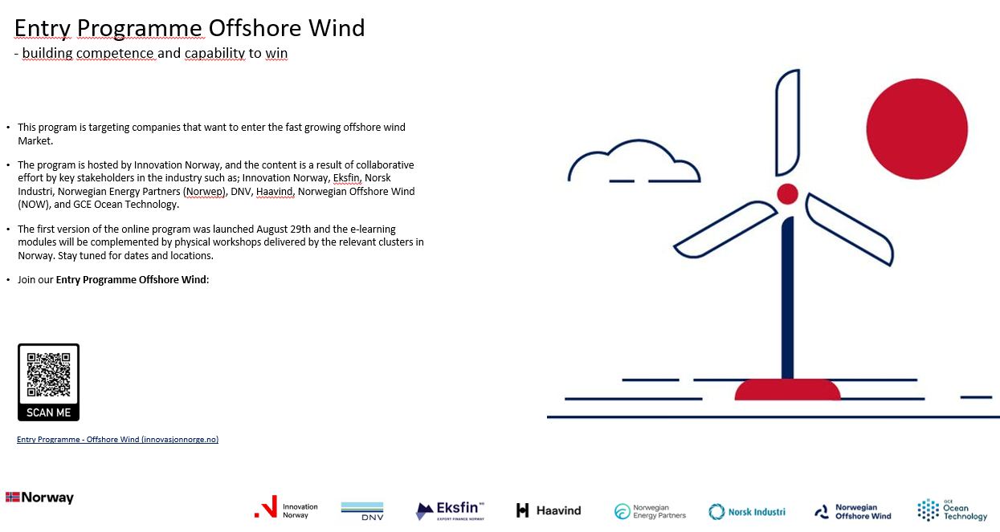 Entry Programme Offshore Wind
- building competence and capability to win
• This program is targeting companies that want to enter the fast growing offshore wind
Market.
• The program is hosted by Innovation Norway, and the content is a result of collaborative
effort by key stakeholders in the industry such as; Innovation Norway, Eksfin, Norsk
Industri, Norwegian Energy Partners (Norwep), DNV, Haavind, Norwegian Offshore Wind
(NOW), and GCE Ocean Technology.
• The first version of the online program was launched August 29th and the e-learning
modules will be complemented by physical workshops delivered by the relevant clusters in
Norway. Stay tuned for dates and locations.
• Join our Entry Programme Offshore Wind:
SCAN ME
Entry Programme - Offshore Wind (innovasjonnorge.no)
Norway
Innovation
Norway
DNV
Eksfin
EXPORT FINANCE NORWAY
Haavind
Norwegian
Energy Partners
Norsk Industri
Norwegian
Offshore Wind
GCE
Ocean
Technology